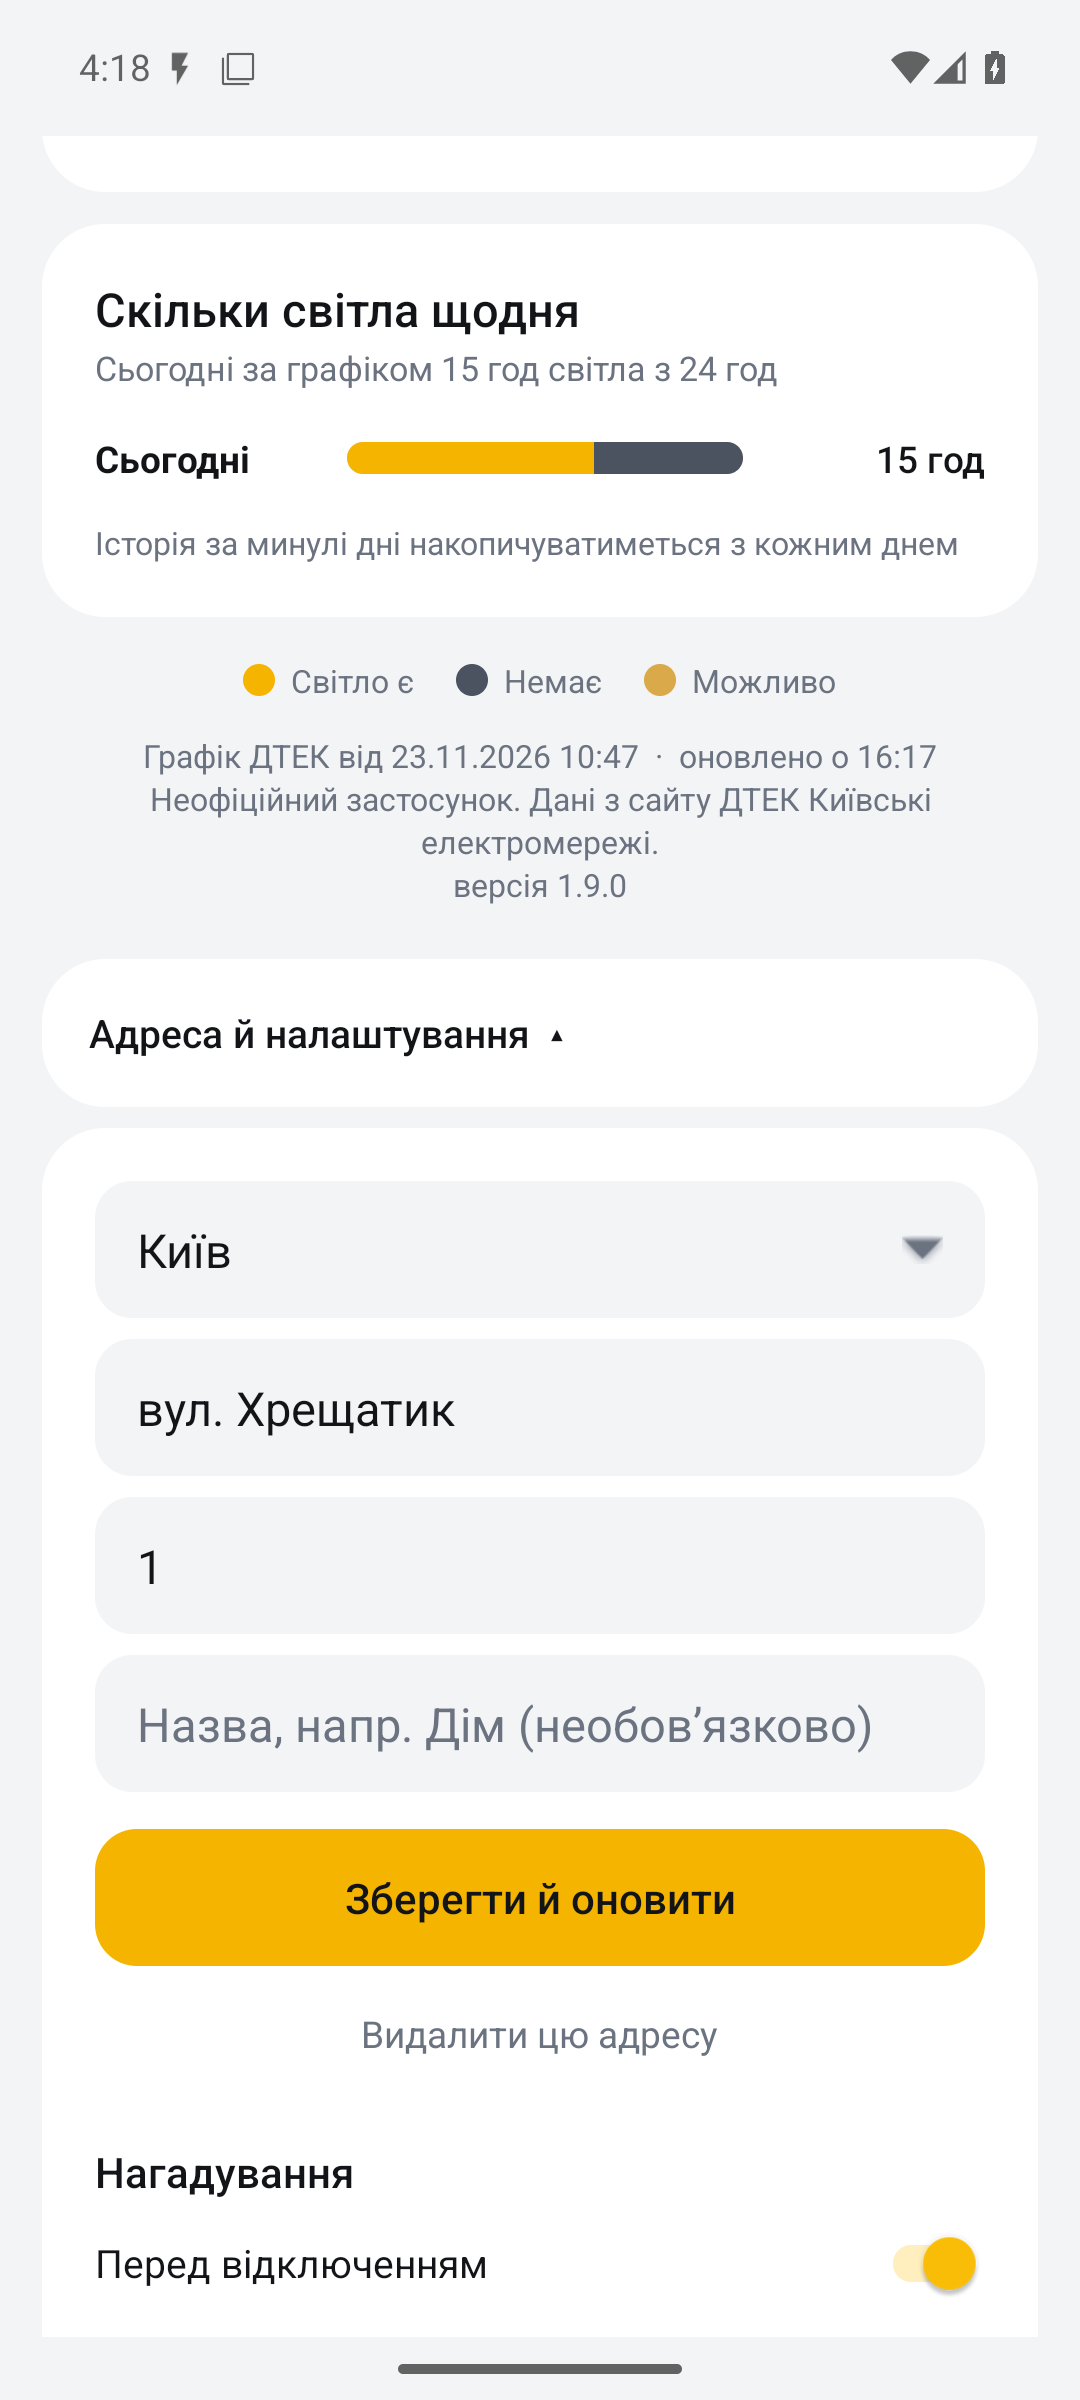 4:18
Скільки світла щодня
Сьогодні за графіком 15 год світла з 24 год
Сьогодні 15 год
Історія за минулі дні накопичуватиметься з кожним днем
Світло є Немає Можливо
Графік ДТЕК від 23.11.2026 10:47 · оновлено о 16:17
Неофіційний застосунок. Дані з сайту ДТЕК Київські
електромережі.
версія 1.9.0
Адреса й налаштування ▲
Київ
вул. Хрещатик
1
Назва, напр. Дім (необов’язково)
Зберегти й оновити
Видалити цю адресу
Нагадування
Перед відключенням